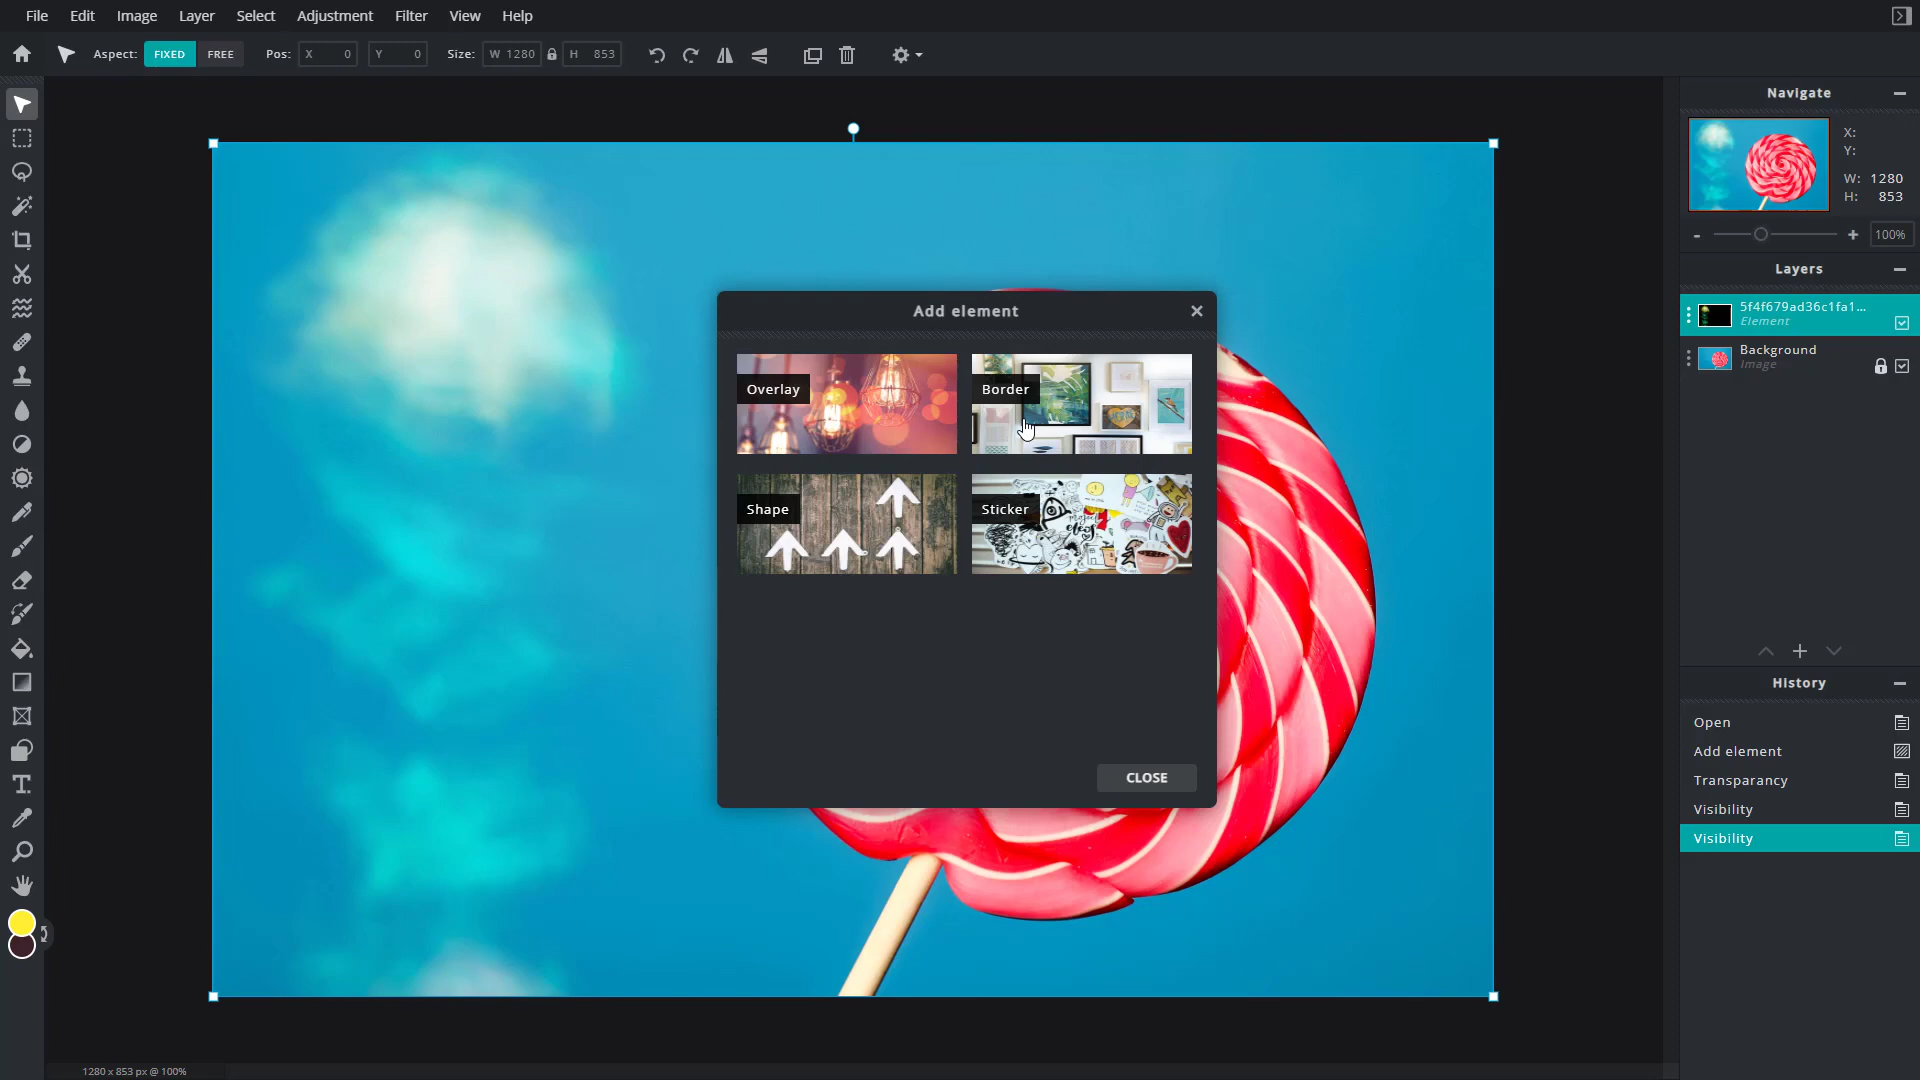 File Edit Image Layer Select Adjustment Filter View Help
Aspect: FIXED FREE Pos: X 0 Y 0 Size: W 1280 H 853
Navigate
X:
Y:
W: 1280
H: 853
100%
Layers
5f4f679ad36c1fa1...
Element
Background
Image
Add element
Overlay
Border
Shape
Sticker
CLOSE
History
Open
Add element
Transparancy
Visibility
Visibility
1280 x 853 px @ 100%